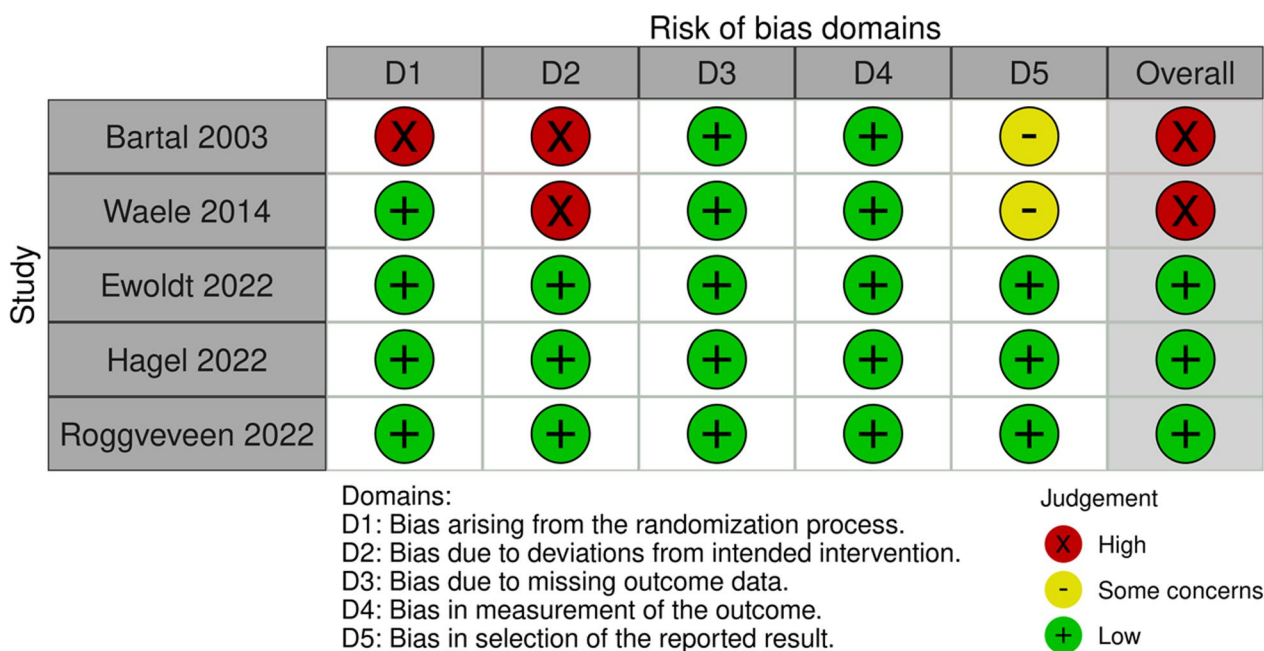 Risk of bias domains
D1 D2 D3 D4 D5 Overall
Study
Bartal 2003 X X + + - X
Waele 2014 + X + + - X
Ewoldt 2022 + + + + + +
Hagel 2022 + + + + + +
Roggveveen 2022 + + + + + +
Domains:
D1: Bias arising from the randomization process.
D2: Bias due to deviations from intended intervention.
D3: Bias due to missing outcome data.
D4: Bias in measurement of the outcome.
D5: Bias in selection of the reported result.
Judgement
X High
- Some concerns
+ Low